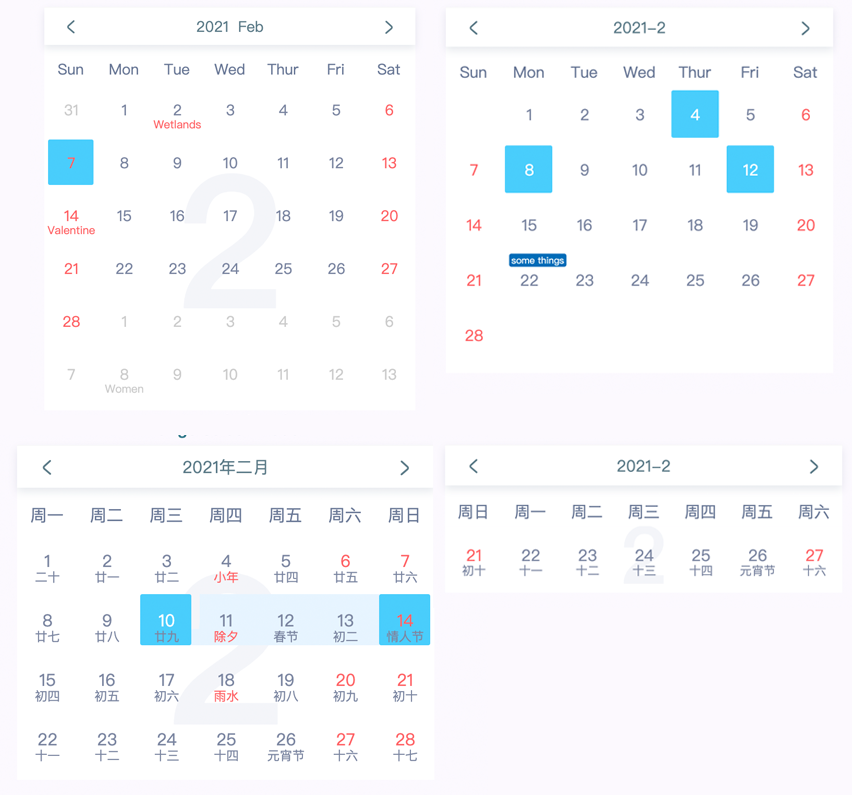 2021 Feb
Sun Mon Tue Wed Thur Fri Sat
31 1 2 3 4 5 6
Wetlands
7 8 9 10 11 12 13
14 15 16 17 18 19 20
Valentine
21 22 23 24 25 26 27
28 1 2 3 4 5 6
7 8 9 10 11 12 13
Women
2
2021-2
Sun Mon Tue Wed Thur Fri Sat
1 2 3 4 5 6
7 8 9 10 11 12 13
14 15 16 17 18 19 20
some things
21 22 23 24 25 26 27
28
2021年二月
周一 周二 周三 周四 周五 周六 周日
1 2 3 4 5 6 7
二十 廿一 廿二 小年 廿四 廿五 廿六
8 9 10 11 12 13 14
廿七 廿八 廿九 除夕 春节 初二 情人节
15 16 17 18 19 20 21
初四 初五 初六 雨水 初八 初九 初十
22 23 24 25 26 27 28
十一 十二 十三 十四 元宵节 十六 十七
2
2021-2
周日 周一 周二 周三 周四 周五 周六
21 22 23 24 25 26 27
初十 十一 十二 十三 十四 元宵节 十六
2